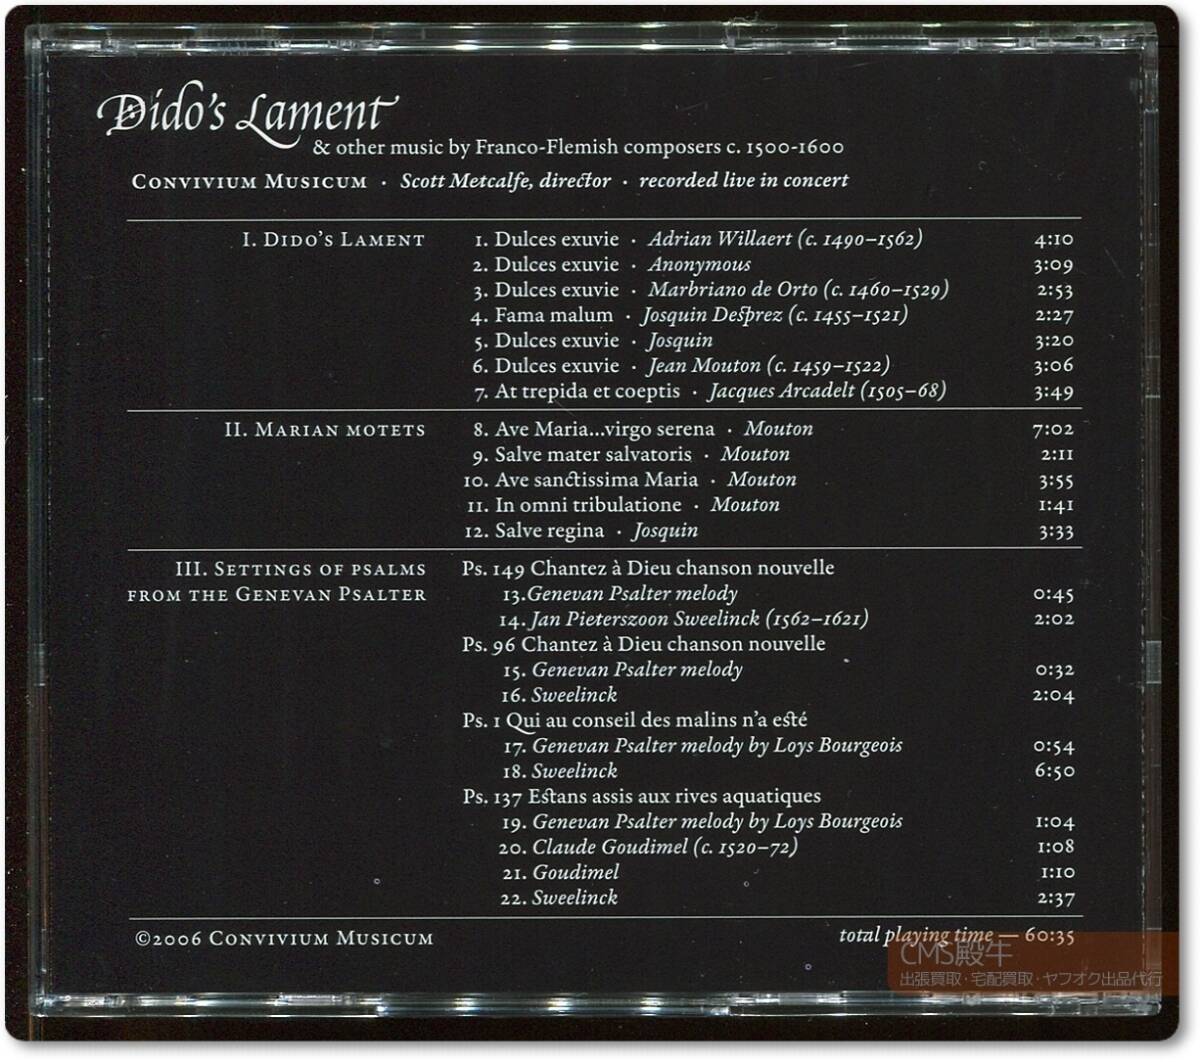 Dido's Lament
& other music by Franco-Flemish composers c. 1500-1600
Convivium Musicum · Scott Metcalfe, director · recorded live in concert
I. Dido's Lament 1. Dulces exuvie · Adrian Willaert (c. 1490–1562) 4:10
2. Dulces exuvie · Anonymous 3:09
3. Dulces exuvie · Marbriano de Orto (c. 1460–1529) 2:53
4. Fama malum · Josquin Desprez (c. 1455–1521) 2:27
5. Dulces exuvie · Josquin 3:20
6. Dulces exuvie · Jean Mouton (c. 1459–1522) 3:06
7. At trepida et coeptis · Jacques Arcadelt (1505–68) 3:49
II. Marian motets 8. Ave Maria...virgo serena · Mouton 7:02
9. Salve mater salvatoris · Mouton 2:11
10. Ave sanctissima Maria · Mouton 3:55
11. In omni tribulatione · Mouton 1:41
12. Salve regina · Josquin 3:33
III. Settings of psalms Ps. 149 Chantez à Dieu chanson nouvelle
from the Genevan Psalter 13.Genevan Psalter melody 0:45
14. Jan Pieterszoon Sweelinck (1562–1621) 2:02
Ps. 96 Chantez à Dieu chanson nouvelle
15. Genevan Psalter melody 0:32
16. Sweelinck 2:04
Ps. 1 Qui au conseil des malins n'a esté
17. Genevan Psalter melody by Loys Bourgeois 0:54
18. Sweelinck 6:50
Ps. 137 Estans assis aux rives aquatiques
19. Genevan Psalter melody by Loys Bourgeois 1:04
20. Claude Goudimel (c. 1520–72) 1:08
21. Goudimel 1:10
22. Sweelinck 2:37
©2006 Convivium Musicum total playing time — 60:35
CMS殿牛
出張買取・宅配買取・ヤフオク出品代行